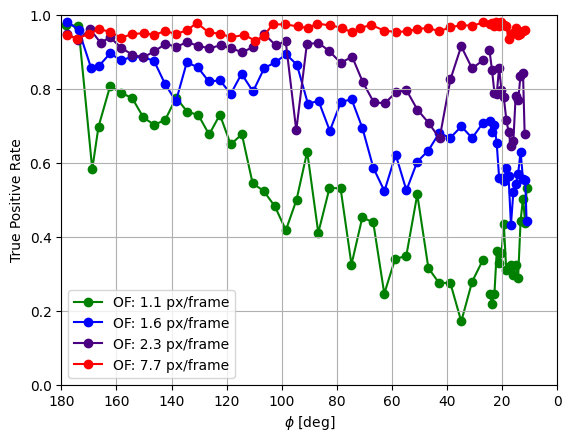 True Positive Rate
1.0
0.8
0.6
0.4
0.2
0.0
OF: 1.1 px/frame
OF: 1.6 px/frame
OF: 2.3 px/frame
OF: 7.7 px/frame
180 160 140 120 100 80 60 40 20 0
ϕ [deg]